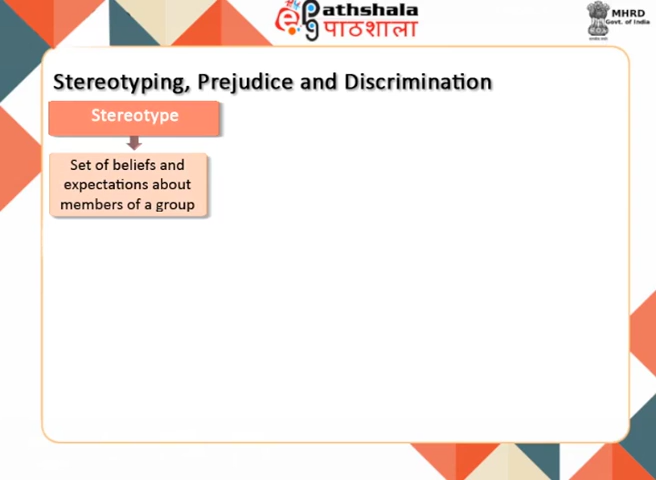 ePG Pathshala
पाठशाला
MHRD
Govt. of India
Stereotyping, Prejudice and Discrimination
Stereotype
Set of beliefs and
expectations about
members of a group